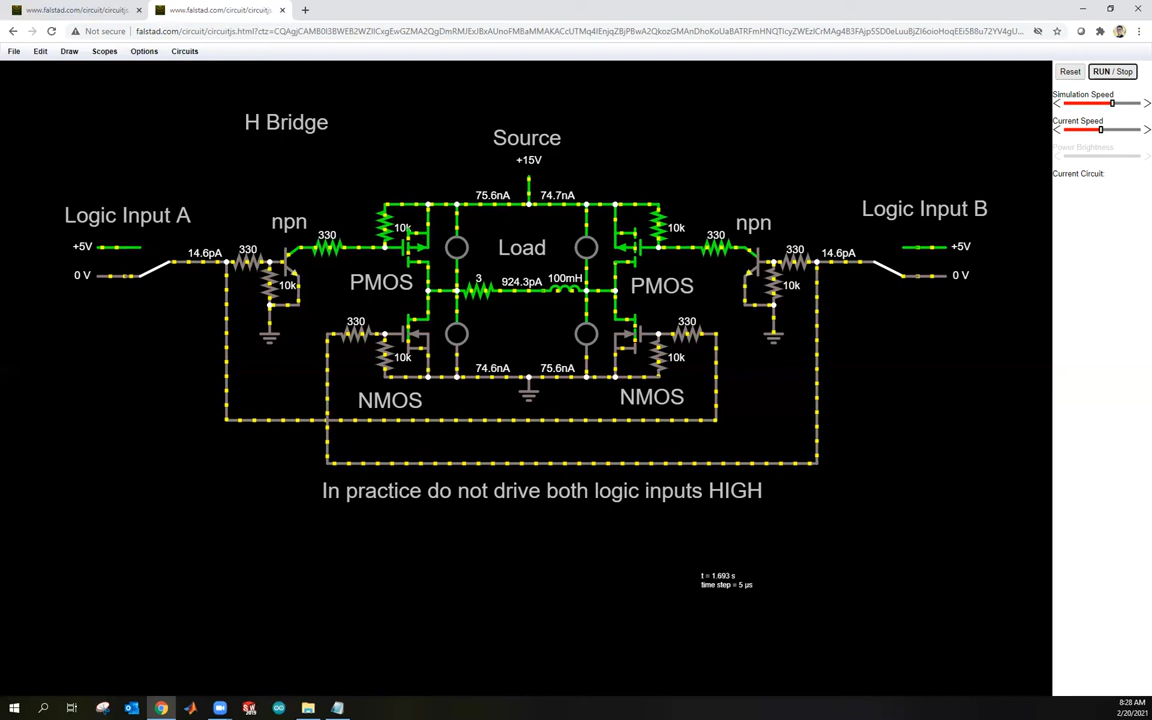 www.falstad.com/circuit/circuitjs. × www.falstad.com/circuit/circuitjs. × +
Not secure
File Edit Draw Scopes Options Circuits
Reset RUN / Stop
Simulation Speed
Current Speed
Power Brightness
Current Circuit:
H Bridge
Source
+15V
75.6nA 74.7nA
Logic Input A
Logic Input B
npn
npn
10k
10k
330
330
+5V
+5V
Load
14.6pA 330
330 14.6pA
0 V
0 V
10k
PMOS
3 924.3pA 100mH
PMOS
10k
330
330
10k
10k
74.6nA 75.6nA
NMOS
NMOS
In practice do not drive both logic inputs HIGH
t = 1.693 s
time step = 5 µs
8:28 AM
2/20/2021